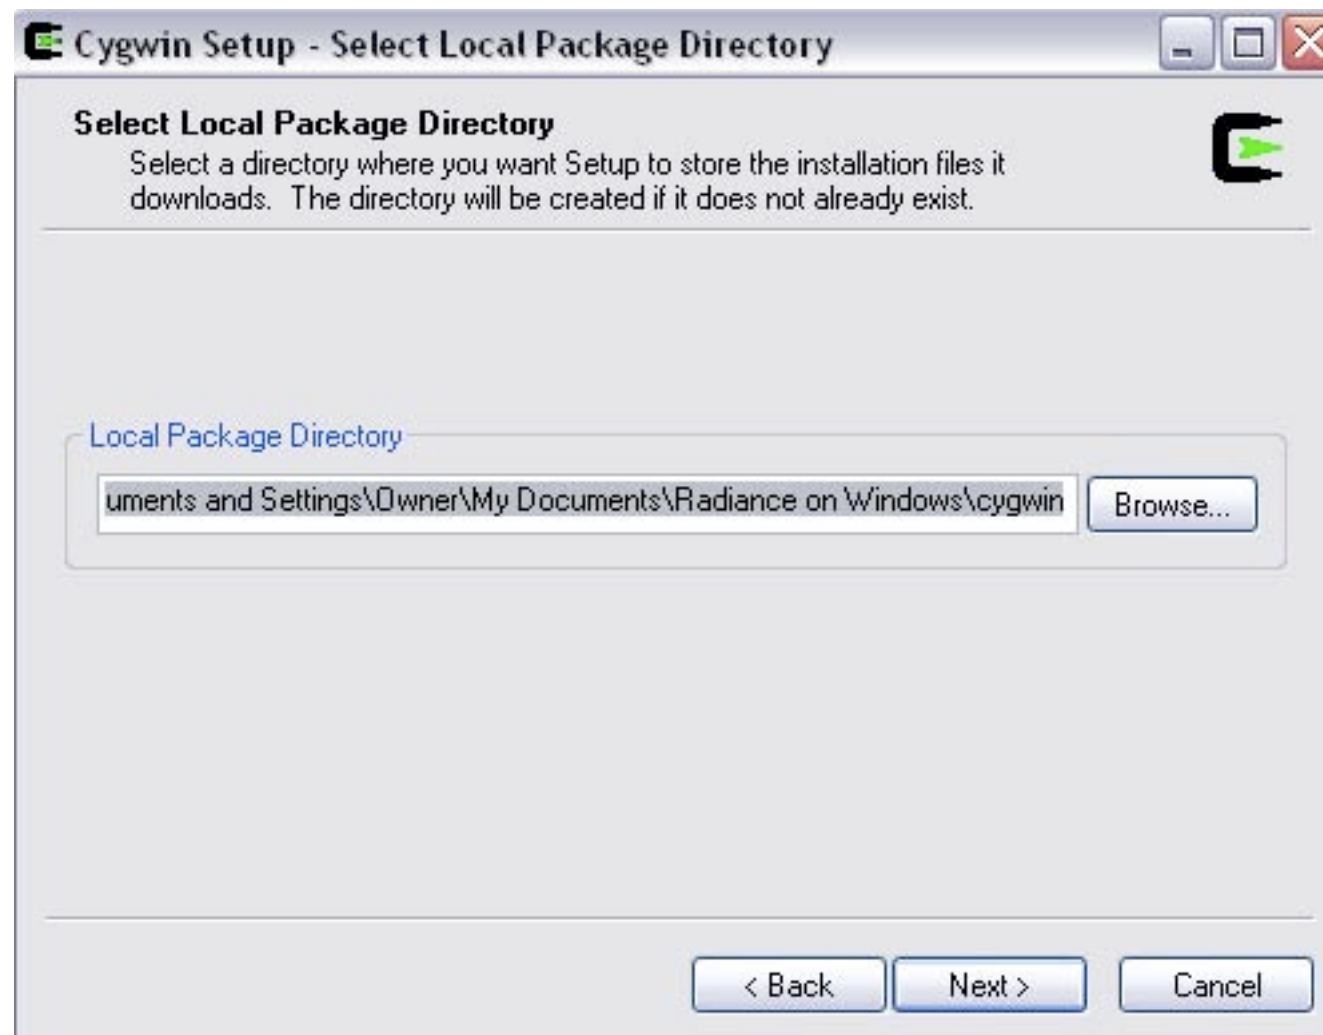 Cygwin Setup - Select Local Package Directory
Select Local Package Directory
Select a directory where you want Setup to store the installation files it
downloads.  The directory will be created if it does not already exist.
Local Package Directory
uments and Settings\Owner\My Documents\Radiance on Windows\cygwin
Browse...
< Back
Next >
Cancel